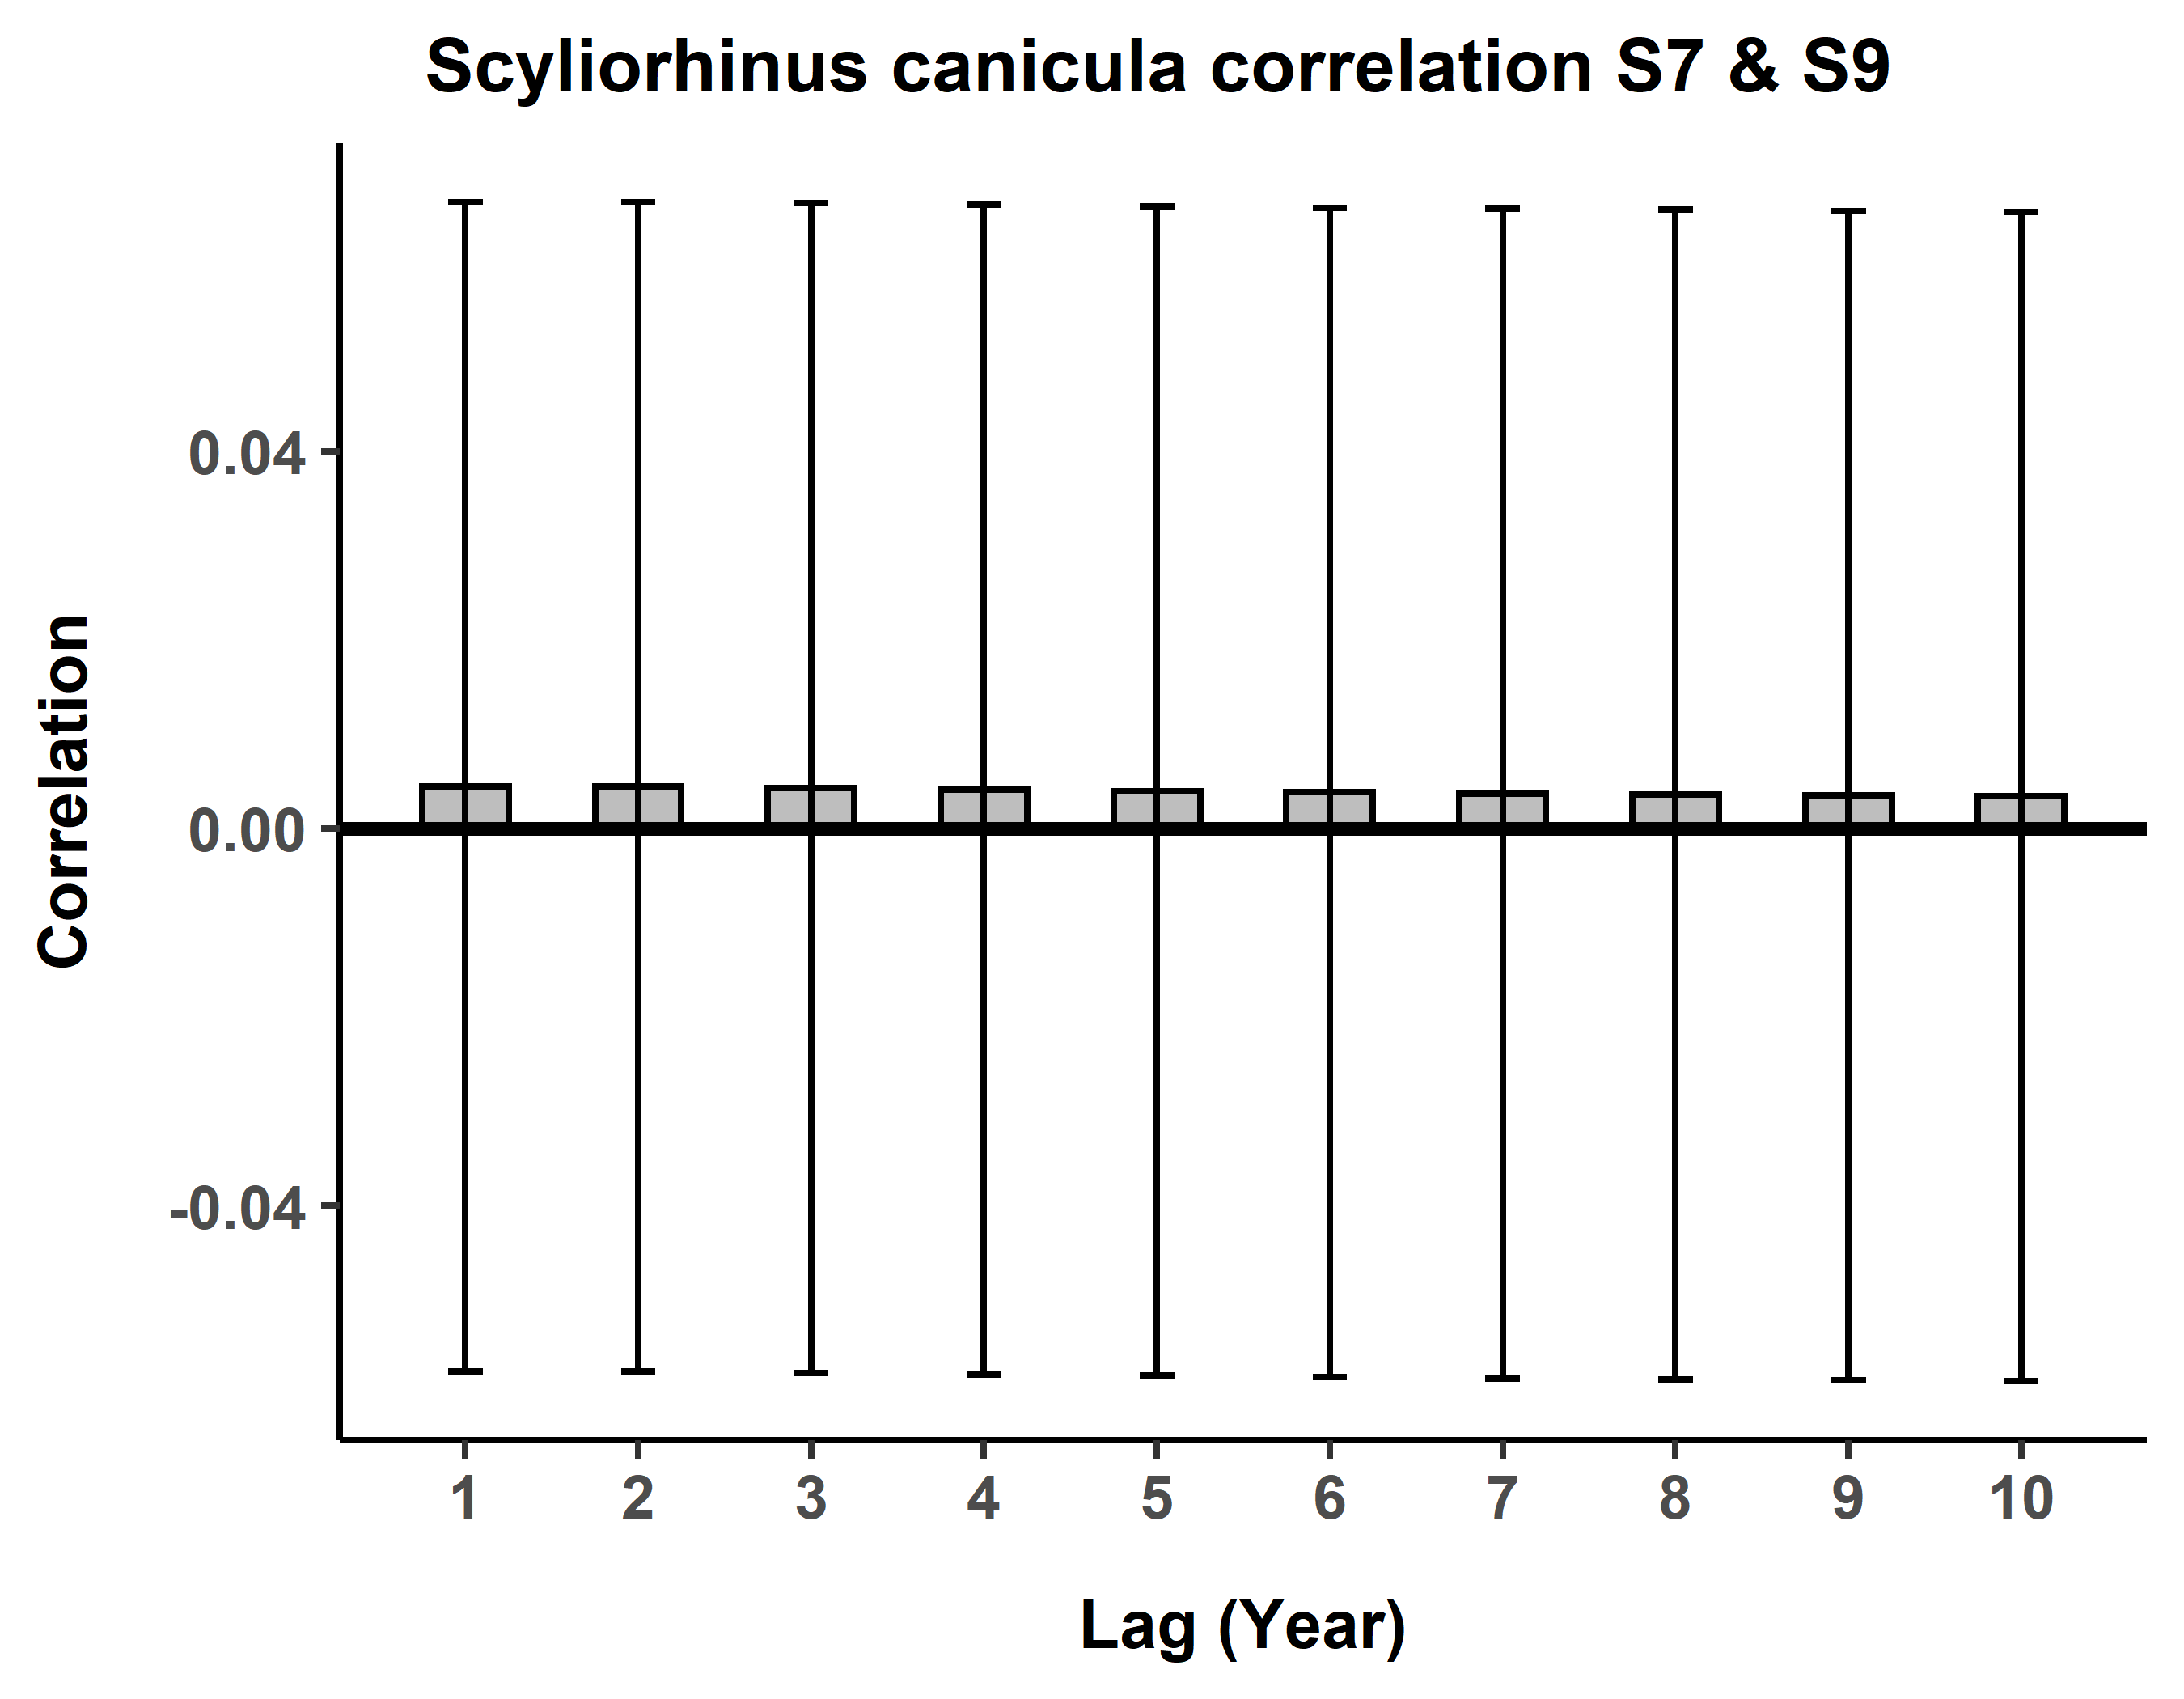 Scyliorhinus canicula correlation S7 & S9
Correlation
0.04
0.00
-0.04
1 2 3 4 5 6 7 8 9 10
Lag (Year)